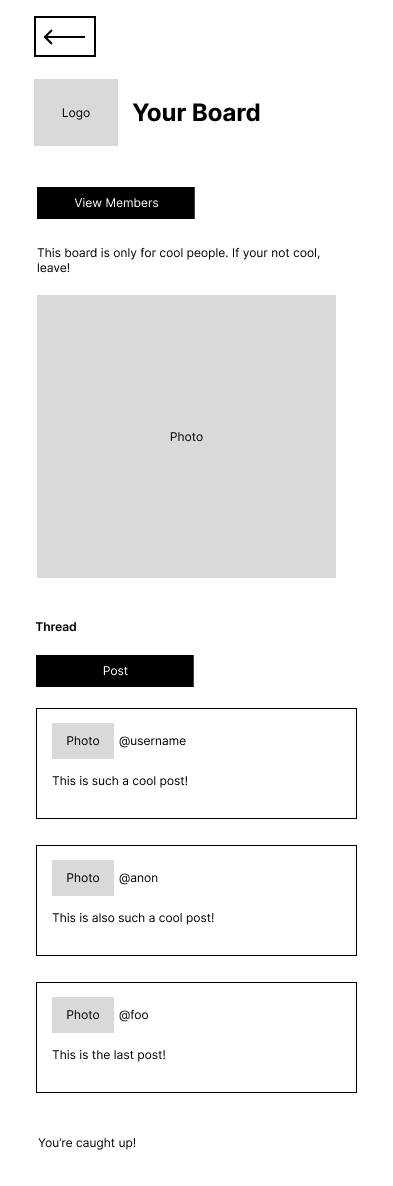 Logo
Your Board
View Members
This board is only for cool people. If your not cool,
leave!
Photo
Thread
Post
Photo @username
This is such a cool post!
Photo @anon
This is also such a cool post!
Photo @foo
This is the last post!
You’re caught up!